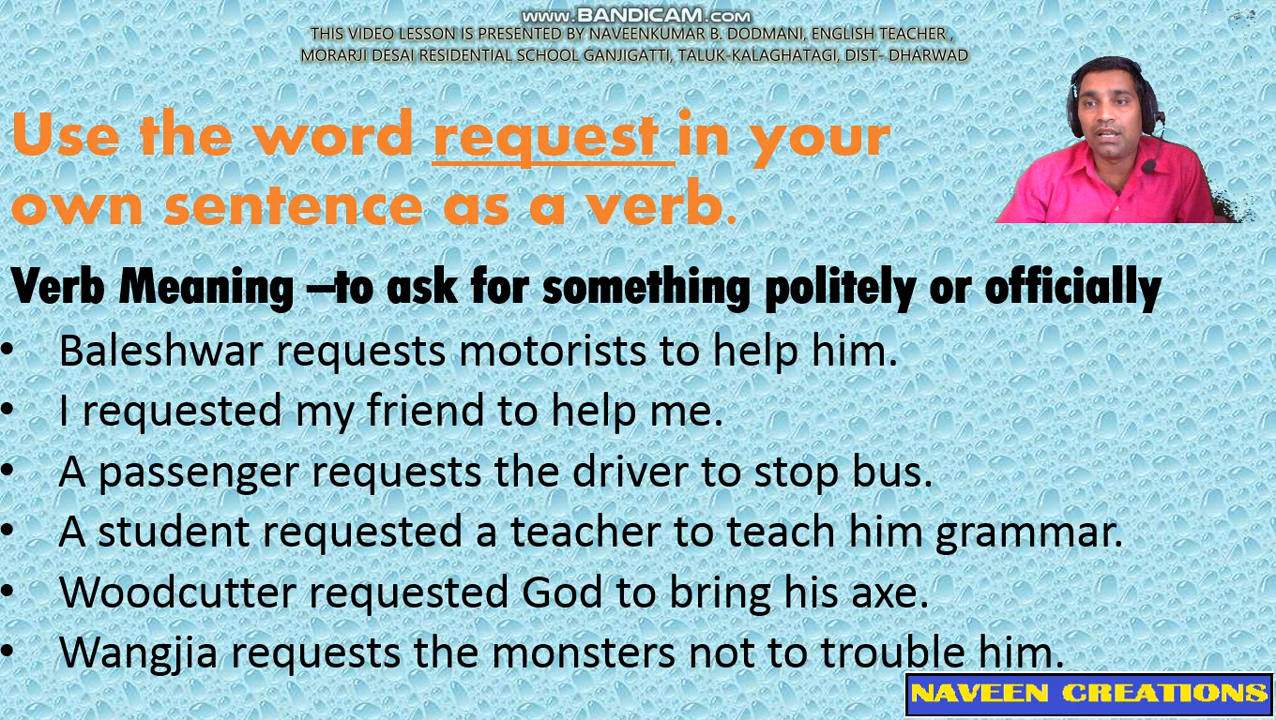 www.BANDICAM.com
THIS VIDEO LESSON IS PRESENTED BY NAVEENKUMAR B. DODMANI, ENGLISH TEACHER ,
MORARJI DESAI RESIDENTIAL SCHOOL GANJIGATTI, TALUK-KALAGHATAGI, DIST- DHARWAD
Use the word request in your
own sentence as a verb.
Verb Meaning –to ask for something politely or officially
• Baleshwar requests motorists to help him.
• I requested my friend to help me.
• A passenger requests the driver to stop bus.
• A student requested a teacher to teach him grammar.
• Woodcutter requested God to bring his axe.
• Wangjia requests the monsters not to trouble him.
NAVEEN CREATIONS